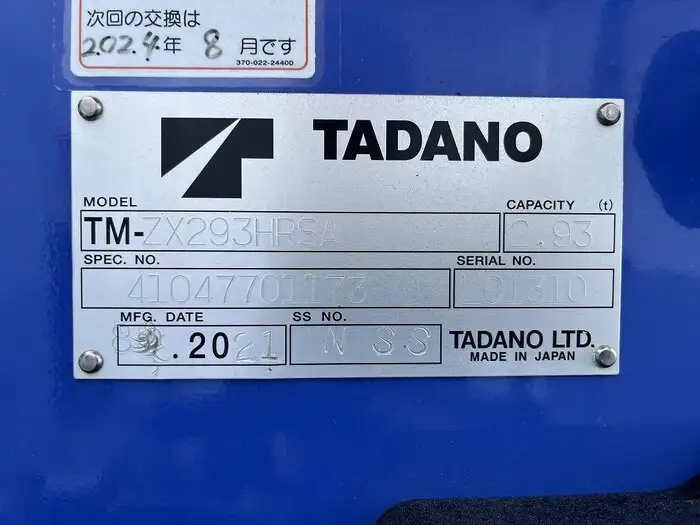 次回の交換は
2024年 8月です
370-022-24400
TADANO
MODEL
CAPACITY (t)
TM-ZX293HRSA
2.93
SPEC. NO.
SERIAL NO.
41047701173
MFG. DATE
SS NO.
.2021
N SS
TADANO LTD.
MADE IN JAPAN